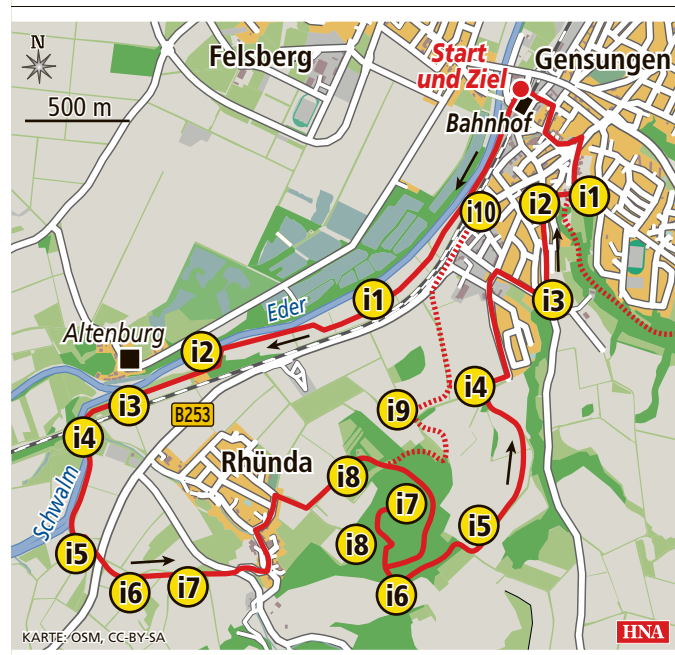 N
500 m
Felsberg
Start
und Ziel
Gensungen
Bahnhof
i1
i2
i10
i3
i1
Eder
Altenburg
i2
i3
B253
i4
i4
i9
Rhünda
i8
i7
Schwalm
i5
i8
i5
i6
i7
i6
KARTE: OSM, CC-BY-SA
HNA